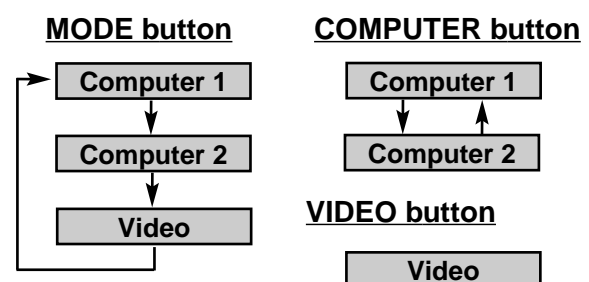 MODE button
Computer 1
Computer 2
Video
COMPUTER button
Computer 1
Computer 2
VIDEO button
Video